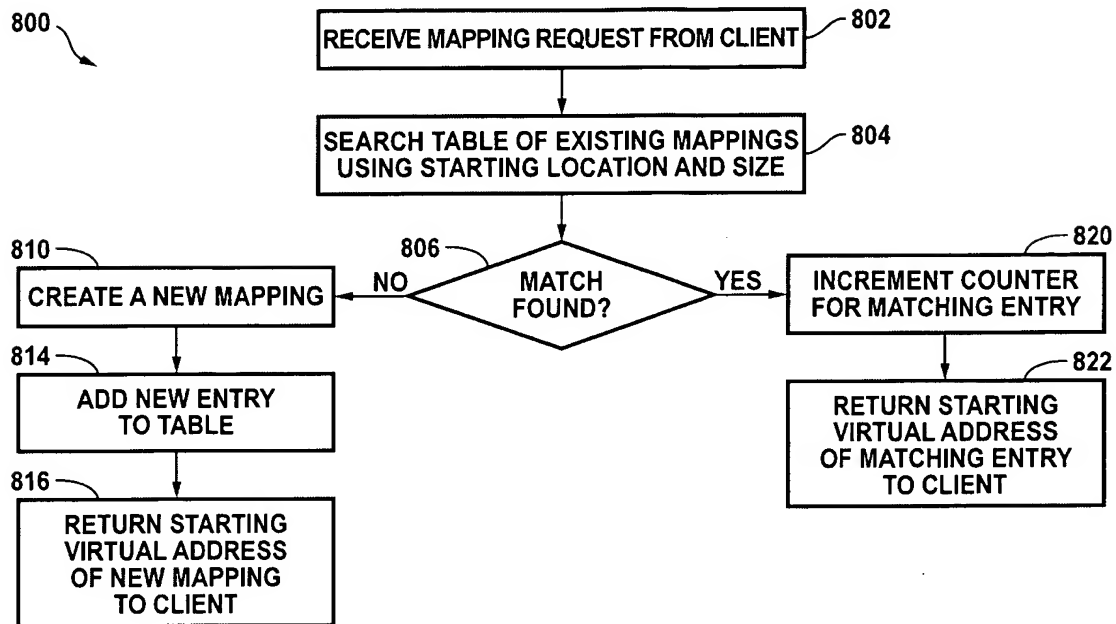 800
RECEIVE MAPPING REQUEST FROM CLIENT
802
SEARCH TABLE OF EXISTING MAPPINGS
USING STARTING LOCATION AND SIZE
804
806
MATCH
FOUND?
NO
YES
810
CREATE A NEW MAPPING
814
ADD NEW ENTRY
TO TABLE
816
RETURN STARTING
VIRTUAL ADDRESS
OF NEW MAPPING
TO CLIENT
820
INCREMENT COUNTER
FOR MATCHING ENTRY
822
RETURN STARTING
VIRTUAL ADDRESS
OF MATCHING ENTRY
TO CLIENT